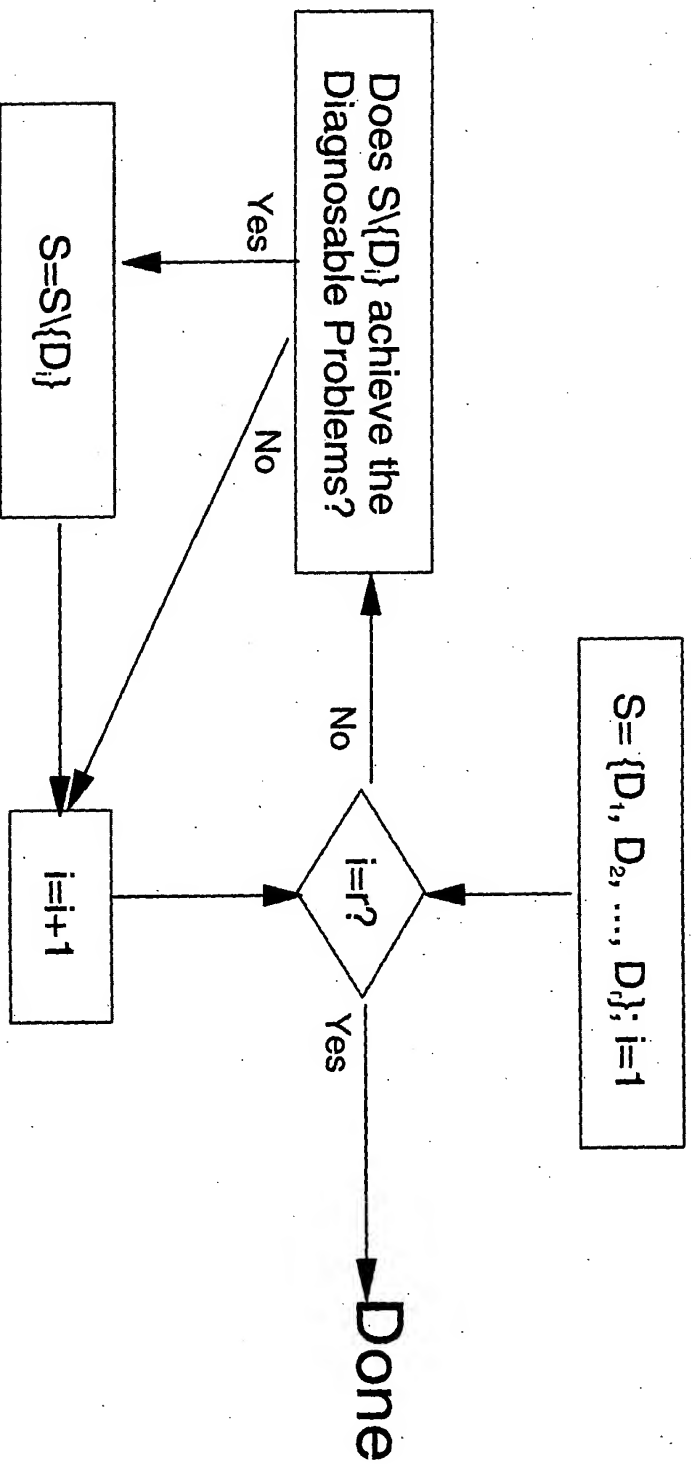 S= {D₁, D₂, ...., Dᵣ}; i=1
i=r?
Yes
Done
No
Does S\{Dᵢ} achieve the
Diagnosable Problems?
Yes
No
S=S\{Dᵢ}
i=i+1